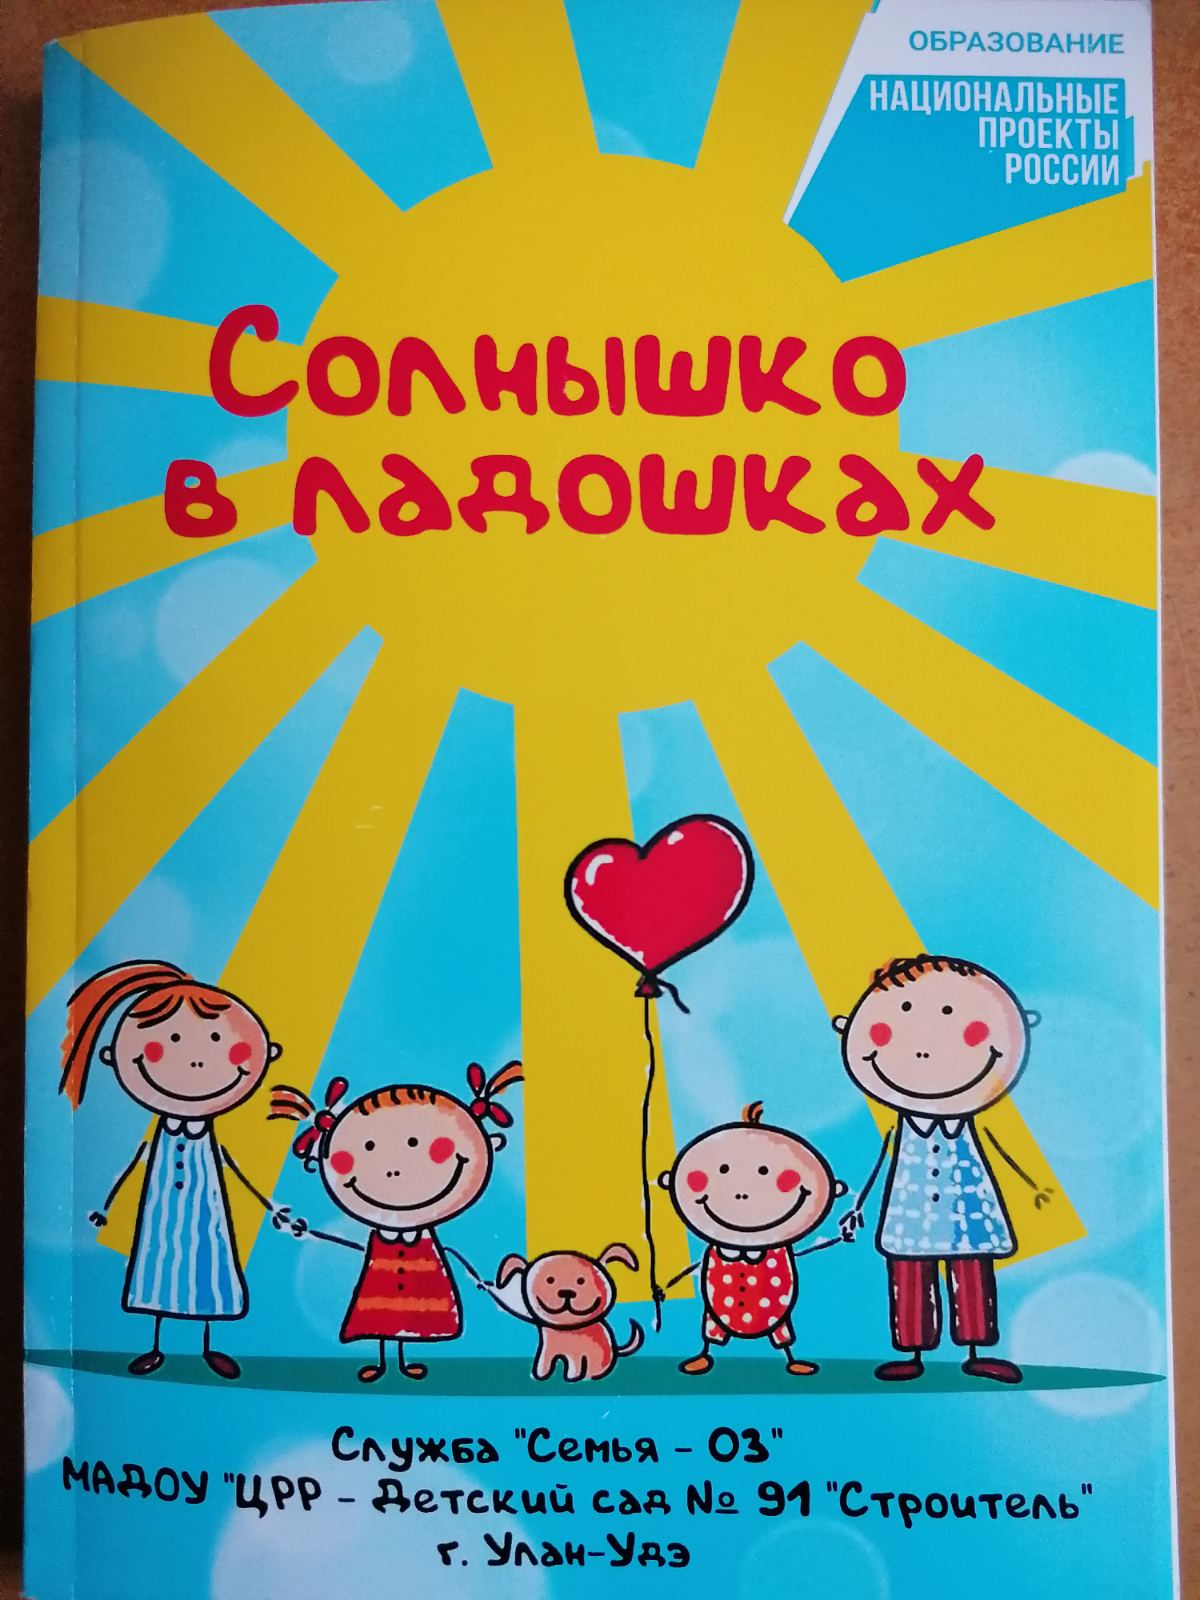 ОБРАЗОВАНИЕ
НАЦИОНАЛЬНЫЕ
ПРОЕКТЫ
РОССИИ
Солнышко
в ладошках
Служба "Семья - 03"
МАДОУ "ЦРР - Детский сад № 91 "Строитель"
г. Улан-Удэ